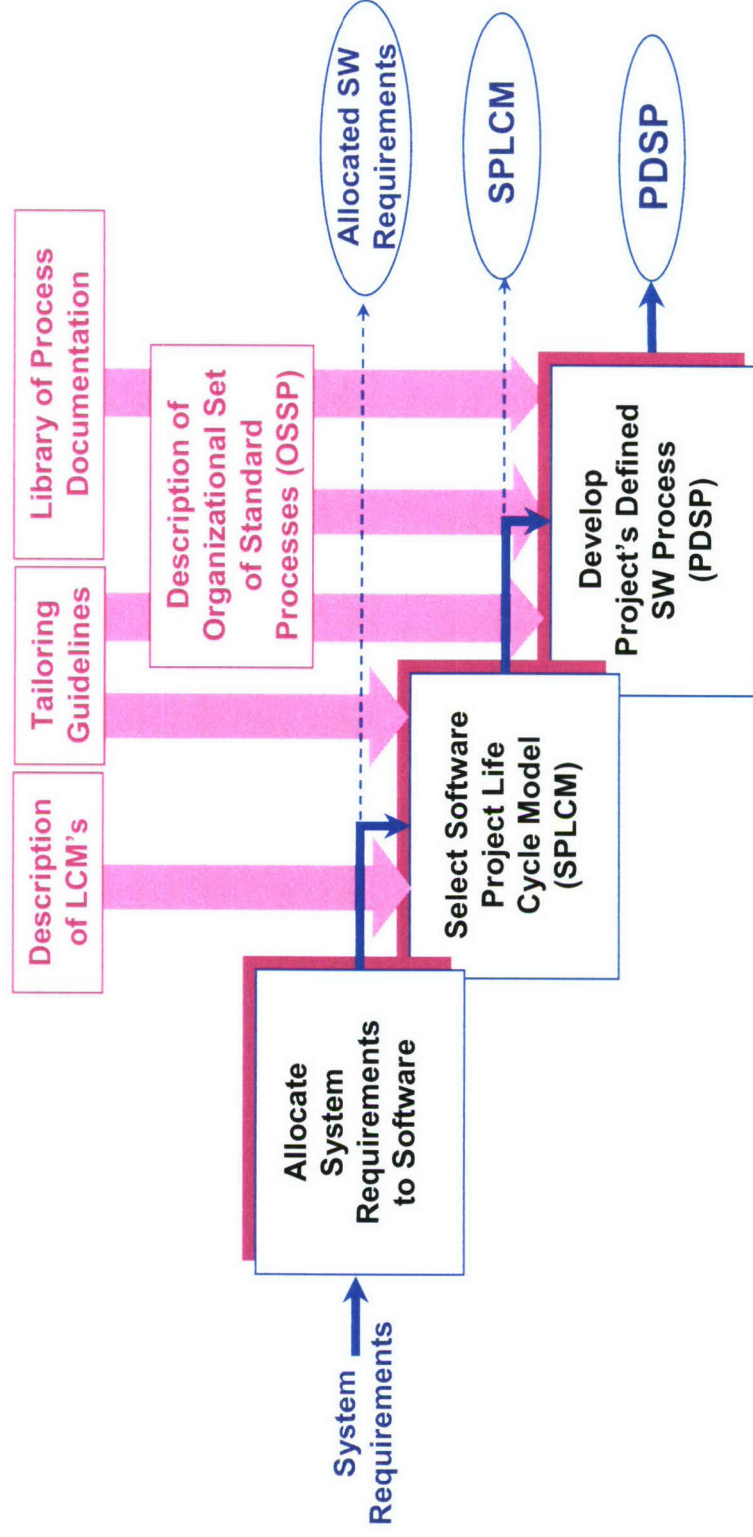 Description
of LCM's
Tailoring
Guidelines
Library of Process
Documentation
Description of
Organizational Set
of Standard
Processes (OSSP)
System
Requirements
Allocate
System
Requirements
to Software
Select Software
Project Life
Cycle Model
(SPLCM)
Develop
Project's Defined
SW Process
(PDSP)
Allocated SW
Requirements
SPLCM
PDSP